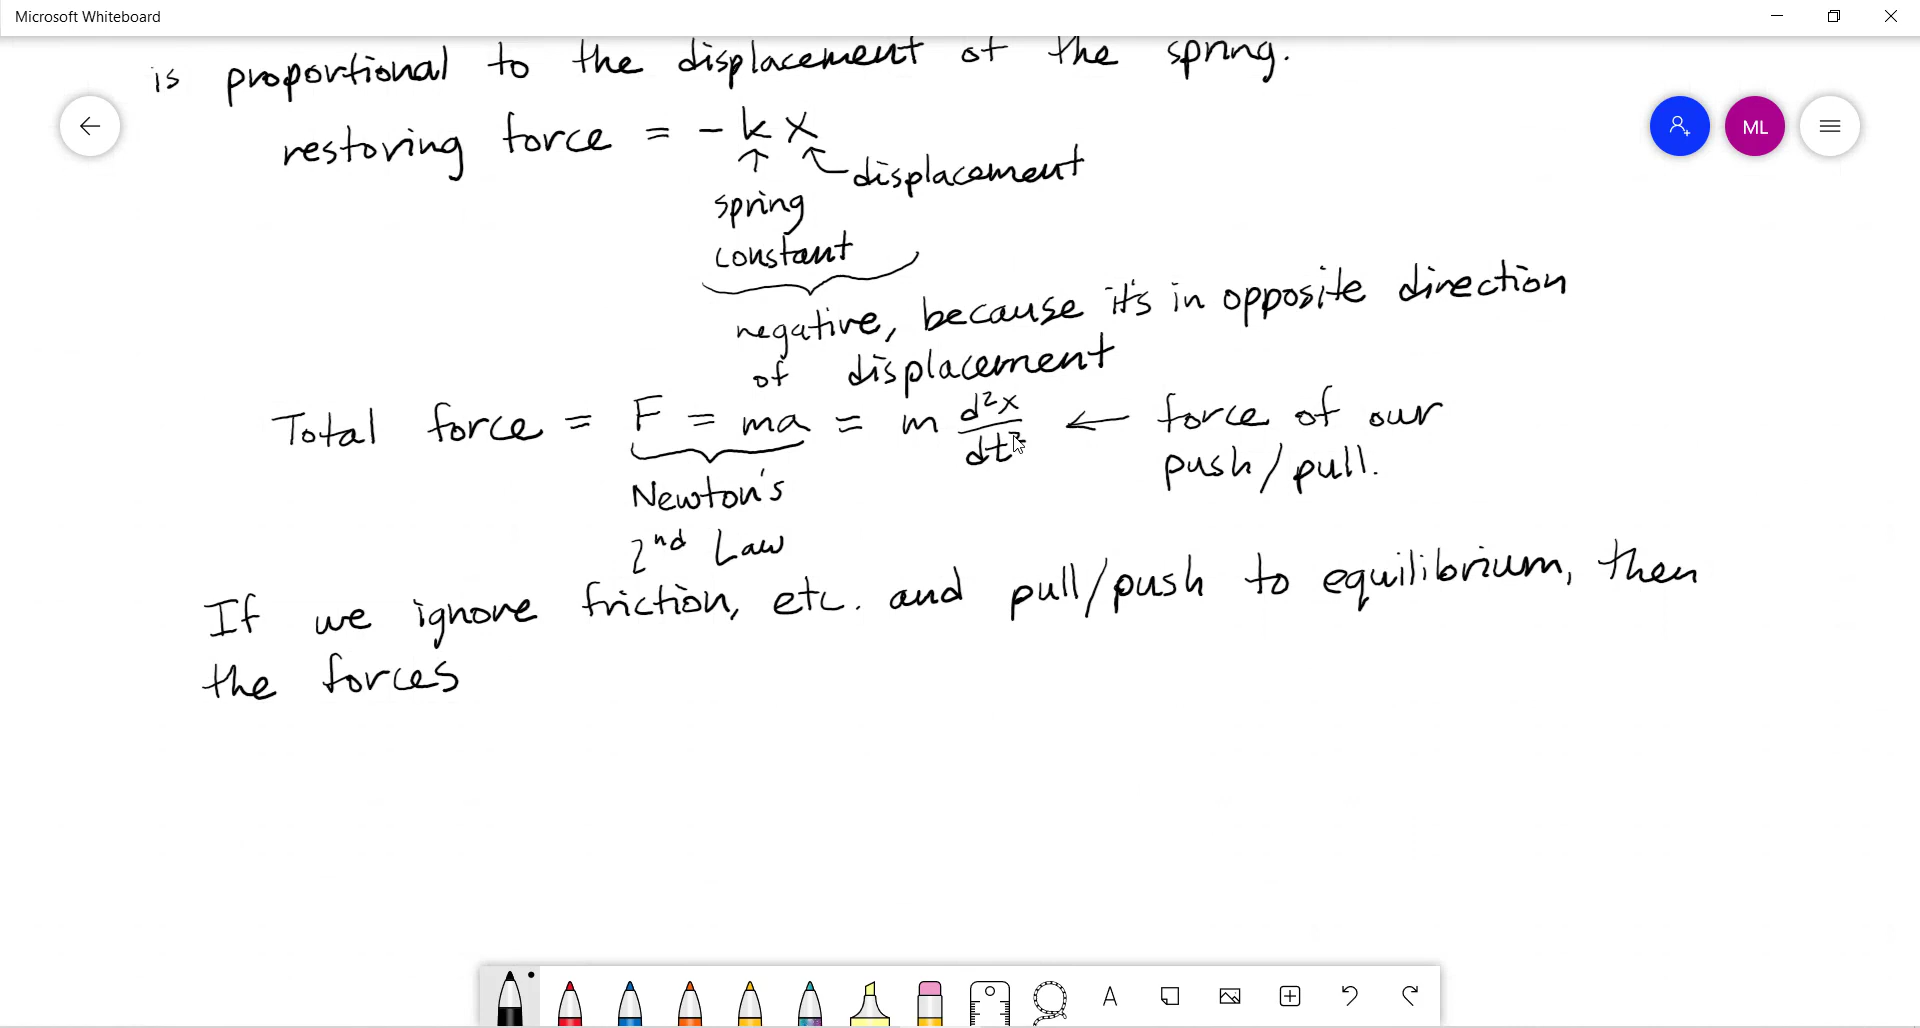 Microsoft Whiteboard
is proportional to the displacement of the spring.
restoring force = - k x
displacement
spring
constant
negative, because it's in opposite direction
of displacement
Total force = F = ma = m d²x/dt² ← force of our
push/pull.
Newton's
2nd Law
If we ignore friction, etc. and pull/push to equilibrium, then
the forces
ML
A